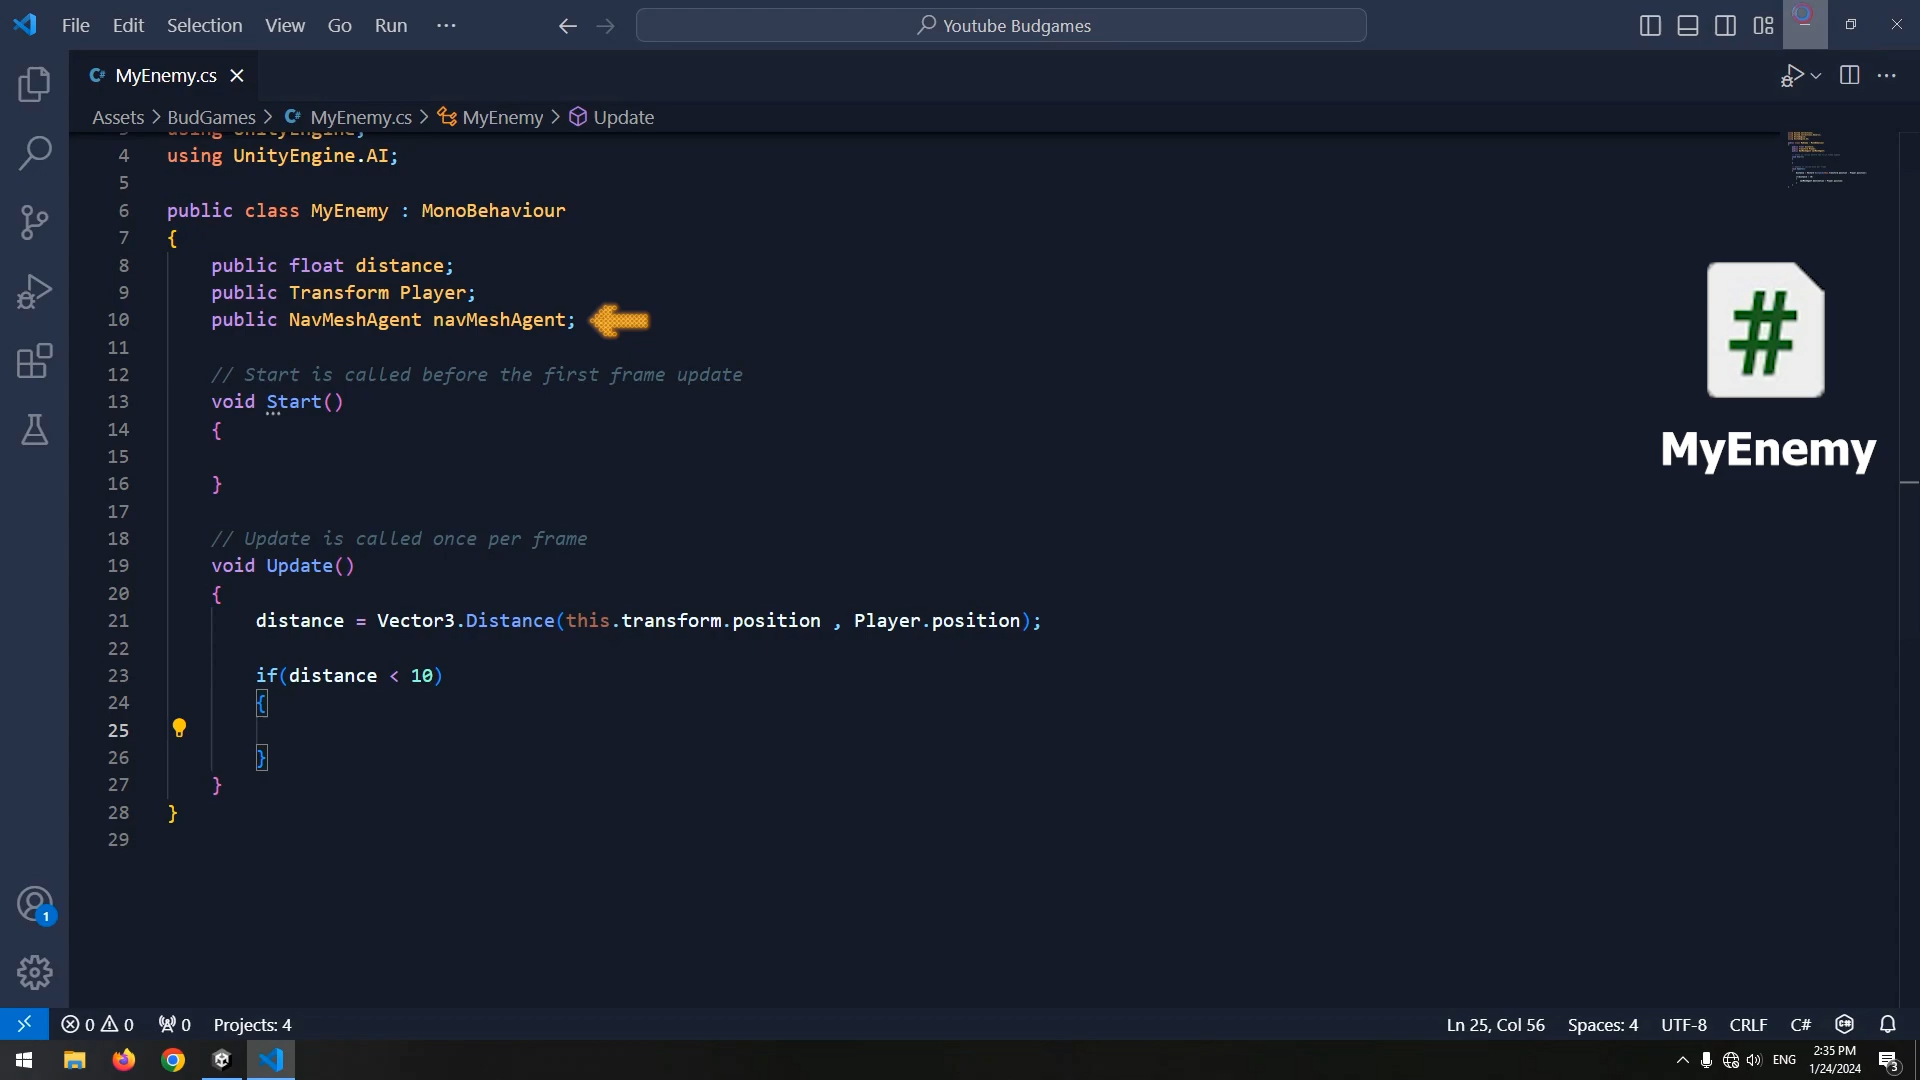 File Edit Selection View Go Run ···
Youtube Budgames
C# MyEnemy.cs
Assets > BudGames > C# MyEnemy.cs > MyEnemy > Update
using UnityEngine;
4 using UnityEngine.AI;
5
6 public class MyEnemy : MonoBehaviour
7 {
8 public float distance;
9 public Transform Player;
10 public NavMeshAgent navMeshAgent;
11
12 // Start is called before the first frame update
13 void Start()
14 {
15
16 }
17
18 // Update is called once per frame
19 void Update()
20 {
21 distance = Vector3.Distance(this.transform.position , Player.position);
22
23 if(distance < 10)
24 {
25
26 }
27 }
28 }
29
#
MyEnemy
1
0 0 0 Projects: 4
Ln 25, Col 56 Spaces: 4 UTF-8 CRLF C#
ENG
2:35 PM
1/24/2024
3